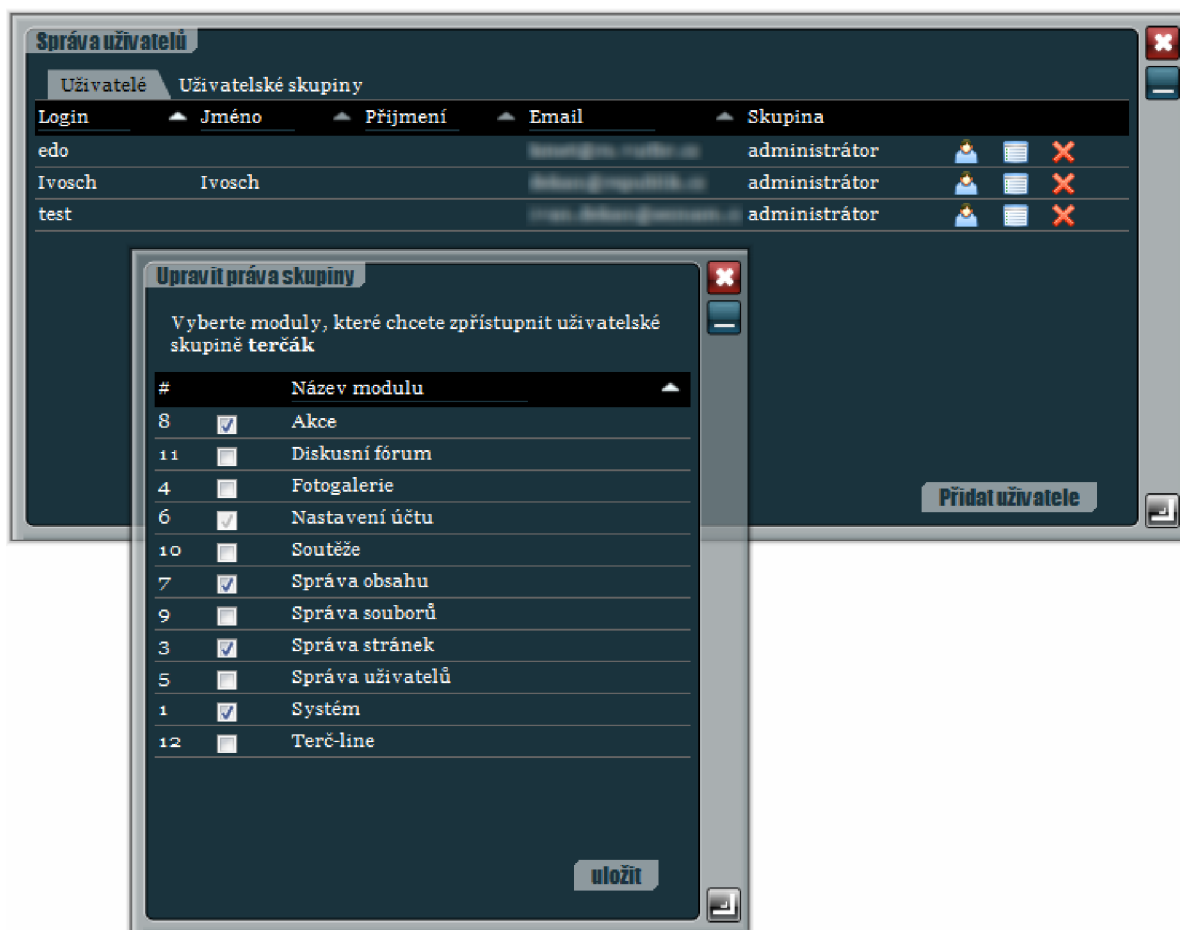 Správa uživatelů
Uživatelé Uživatelské skupiny
Login Jméno Přijmení Email Skupina
edo administrátor
Ivosch Ivosch administrátor
test administrátor
Přidat uživatele
Upravit práva skupiny
Vyberte moduly, které chcete zpřístupnit uživatelské
skupině terčák
# Název modulu
8 Akce
11 Diskusní fórum
4 Fotogalerie
6 Nastavení účtu
10 Soutěže
7 Správa obsahu
9 Správa souborů
3 Správa stránek
5 Správa uživatelů
1 Systém
12 Terč-line
uložit